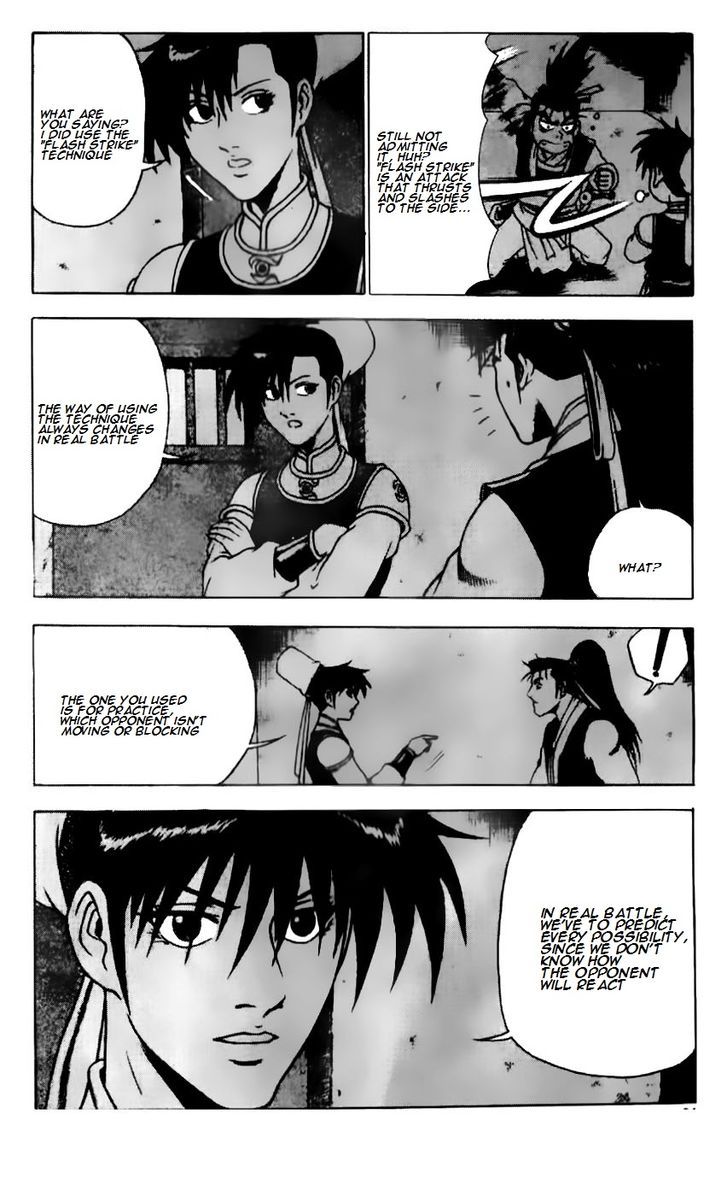 WHAT ARE
YOU SAYING?
I DID USE THE
"FLASH STRIKE"
TECHNIQUE
STILL NOT
ADMITTING
IT, HUH?
"FLASH STRIKE"
IS AN ATTACK
THAT THRUSTS
AND SLASHES
TO THE SIDE...
THE WAY OF USING
THE TECHNIQUE
ALWAYS CHANGES
IN REAL BATTLE
WHAT?
THE ONE YOU USED
IS FOR PRACTICE,
WHICH OPPONENT ISN'T
MOVING OR BLOCKING
!
IN REAL BATTLE,
WE'VE TO PREDICT
EVERY POSSIBILITY,
SINCE WE DON'T
KNOW HOW
THE OPPONENT
WILL REACT